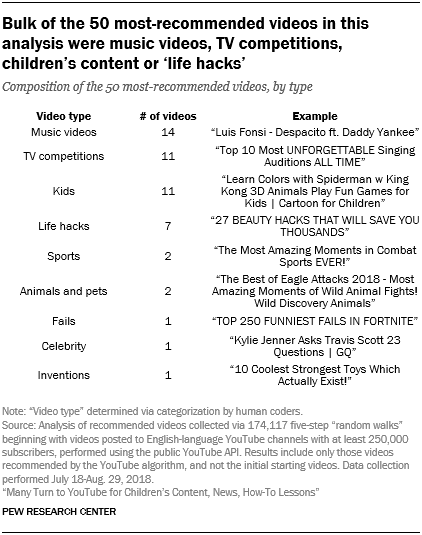 Bulk of the 50 most-recommended videos in this
analysis were music videos, TV competitions,
children's content or 'life hacks'
Composition of the 50 most-recommended videos, by type
Video type # of videos Example
Music videos 14 "Luis Fonsi - Despacito ft. Daddy Yankee"
TV competitions 11 "Top 10 Most UNFORGETTABLE Singing
Auditions ALL TIME"
Kids 11 "Learn Colors with Spiderman w King
Kong 3D Animals Play Fun Games for
Kids | Cartoon for Children"
Life hacks 7 "27 BEAUTY HACKS THAT WILL SAVE YOU
THOUSANDS"
Sports 2 "The Most Amazing Moments in Combat
Sports EVER!"
Animals and pets 2 "The Best of Eagle Attacks 2018 - Most
Amazing Moments of Wild Animal Fights!
Wild Discovery Animals"
Fails 1 "TOP 250 FUNNIEST FAILS IN FORTNITE"
Celebrity 1 "Kylie Jenner Asks Travis Scott 23
Questions | GQ"
Inventions 1 "10 Coolest Strongest Toys Which
Actually Exist!"
Note: "Video type" determined via categorization by human coders.
Source: Analysis of recommended videos collected via 174,117 five-step "random walks"
beginning with videos posted to English-language YouTube channels with at least 250,000
subscribers, performed using the public YouTube API. Results include only those videos
recommended by the YouTube algorithm, and not the initial starting videos. Data collection
performed July 18-Aug. 29, 2018.
"Many Turn to YouTube for Children's Content, News, How-To Lessons"
PEW RESEARCH CENTER